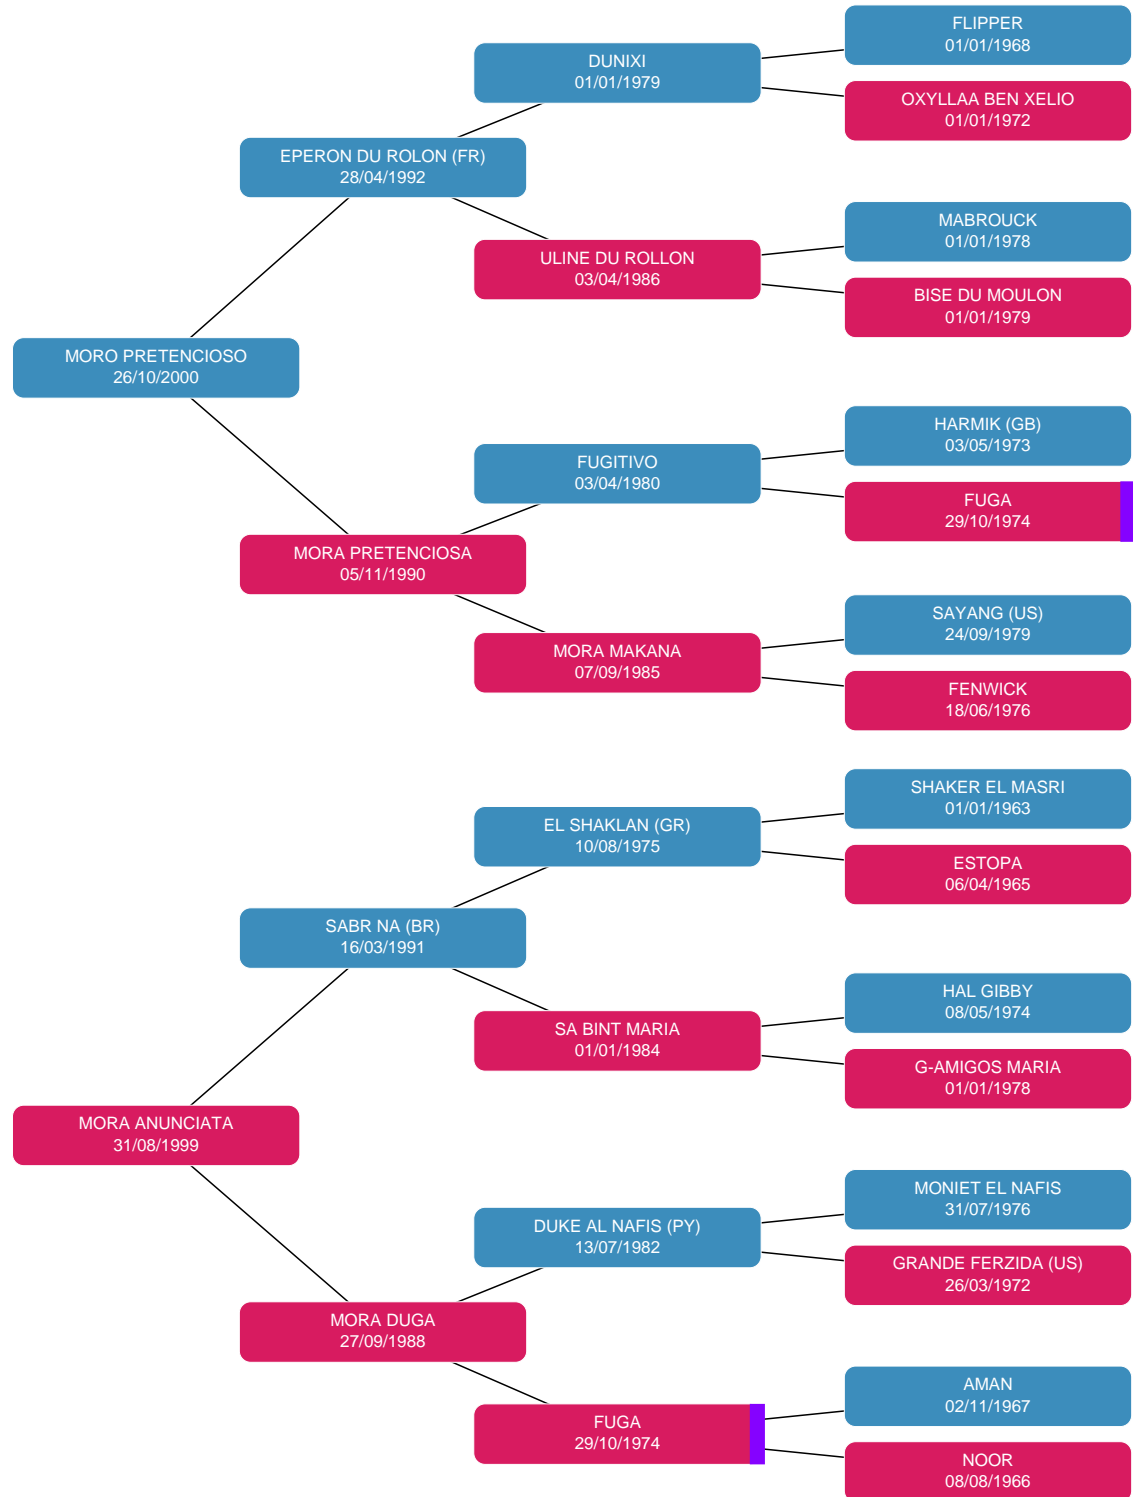 FLIPPER
01/01/1968
DUNIXI
01/01/1979
OXYLLAA BEN XELIO
01/01/1972
EPERON DU ROLON (FR)
28/04/1992
MABROUCK
01/01/1978
ULINE DU ROLLON
03/04/1986
BISE DU MOULON
01/01/1979
MORO PRETENCIOSO
26/10/2000
HARMIK (GB)
03/05/1973
FUGITIVO
03/04/1980
FUGA
29/10/1974
MORA PRETENCIOSA
05/11/1990
SAYANG (US)
24/09/1979
MORA MAKANA
07/09/1985
FENWICK
18/06/1976
SHAKER EL MASRI
01/01/1963
EL SHAKLAN (GR)
10/08/1975
ESTOPA
06/04/1965
SABR NA (BR)
16/03/1991
HAL GIBBY
08/05/1974
SA BINT MARIA
01/01/1984
G-AMIGOS MARIA
01/01/1978
MORA ANUNCIATA
31/08/1999
MONIET EL NAFIS
31/07/1976
DUKE AL NAFIS (PY)
13/07/1982
GRANDE FERZIDA (US)
26/03/1972
MORA DUGA
27/09/1988
AMAN
02/11/1967
FUGA
29/10/1974
NOOR
08/08/1966